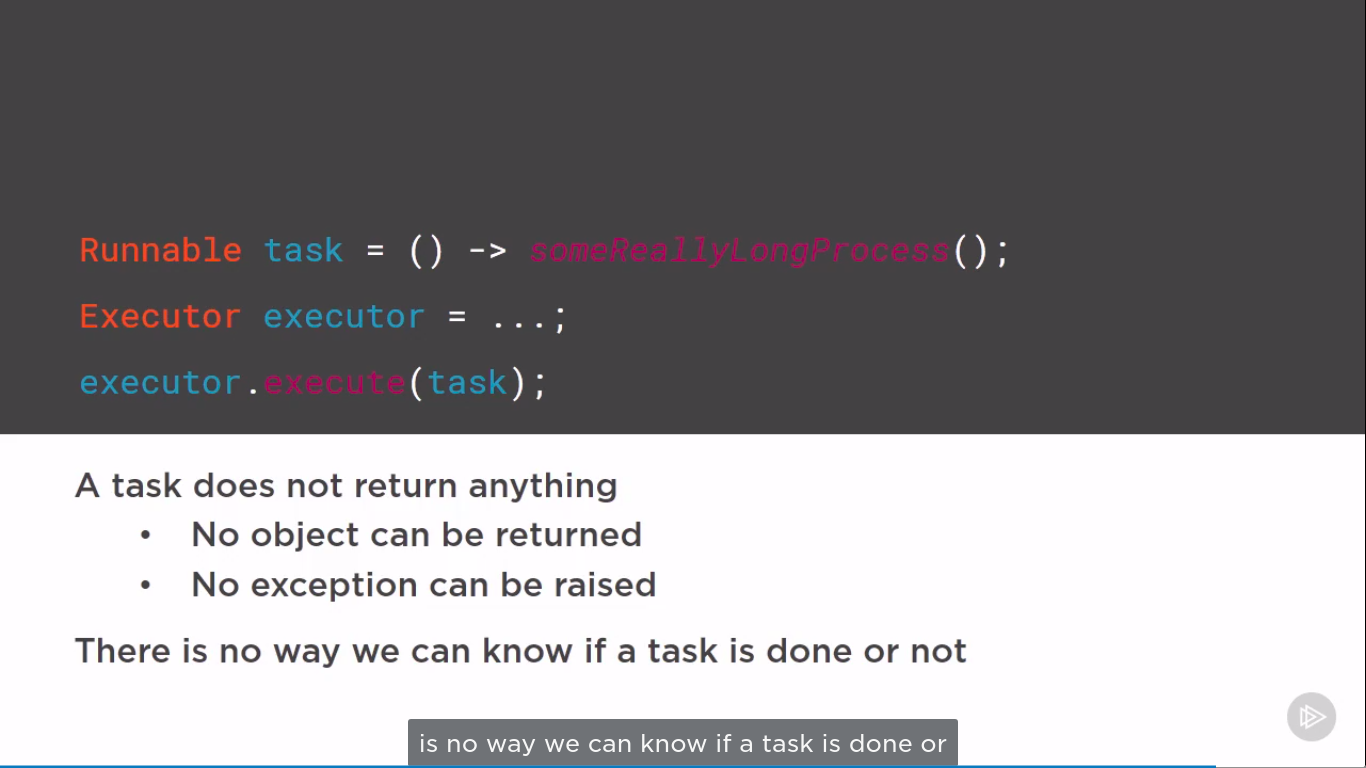 Runnable task = () -> someReallyLongProcess();
Executor executor = ...;
executor.execute(task);
A task does not return anything
• No object can be returned
• No exception can be raised
There is no way we can know if a task is done or not
is no way we can know if a task is done or